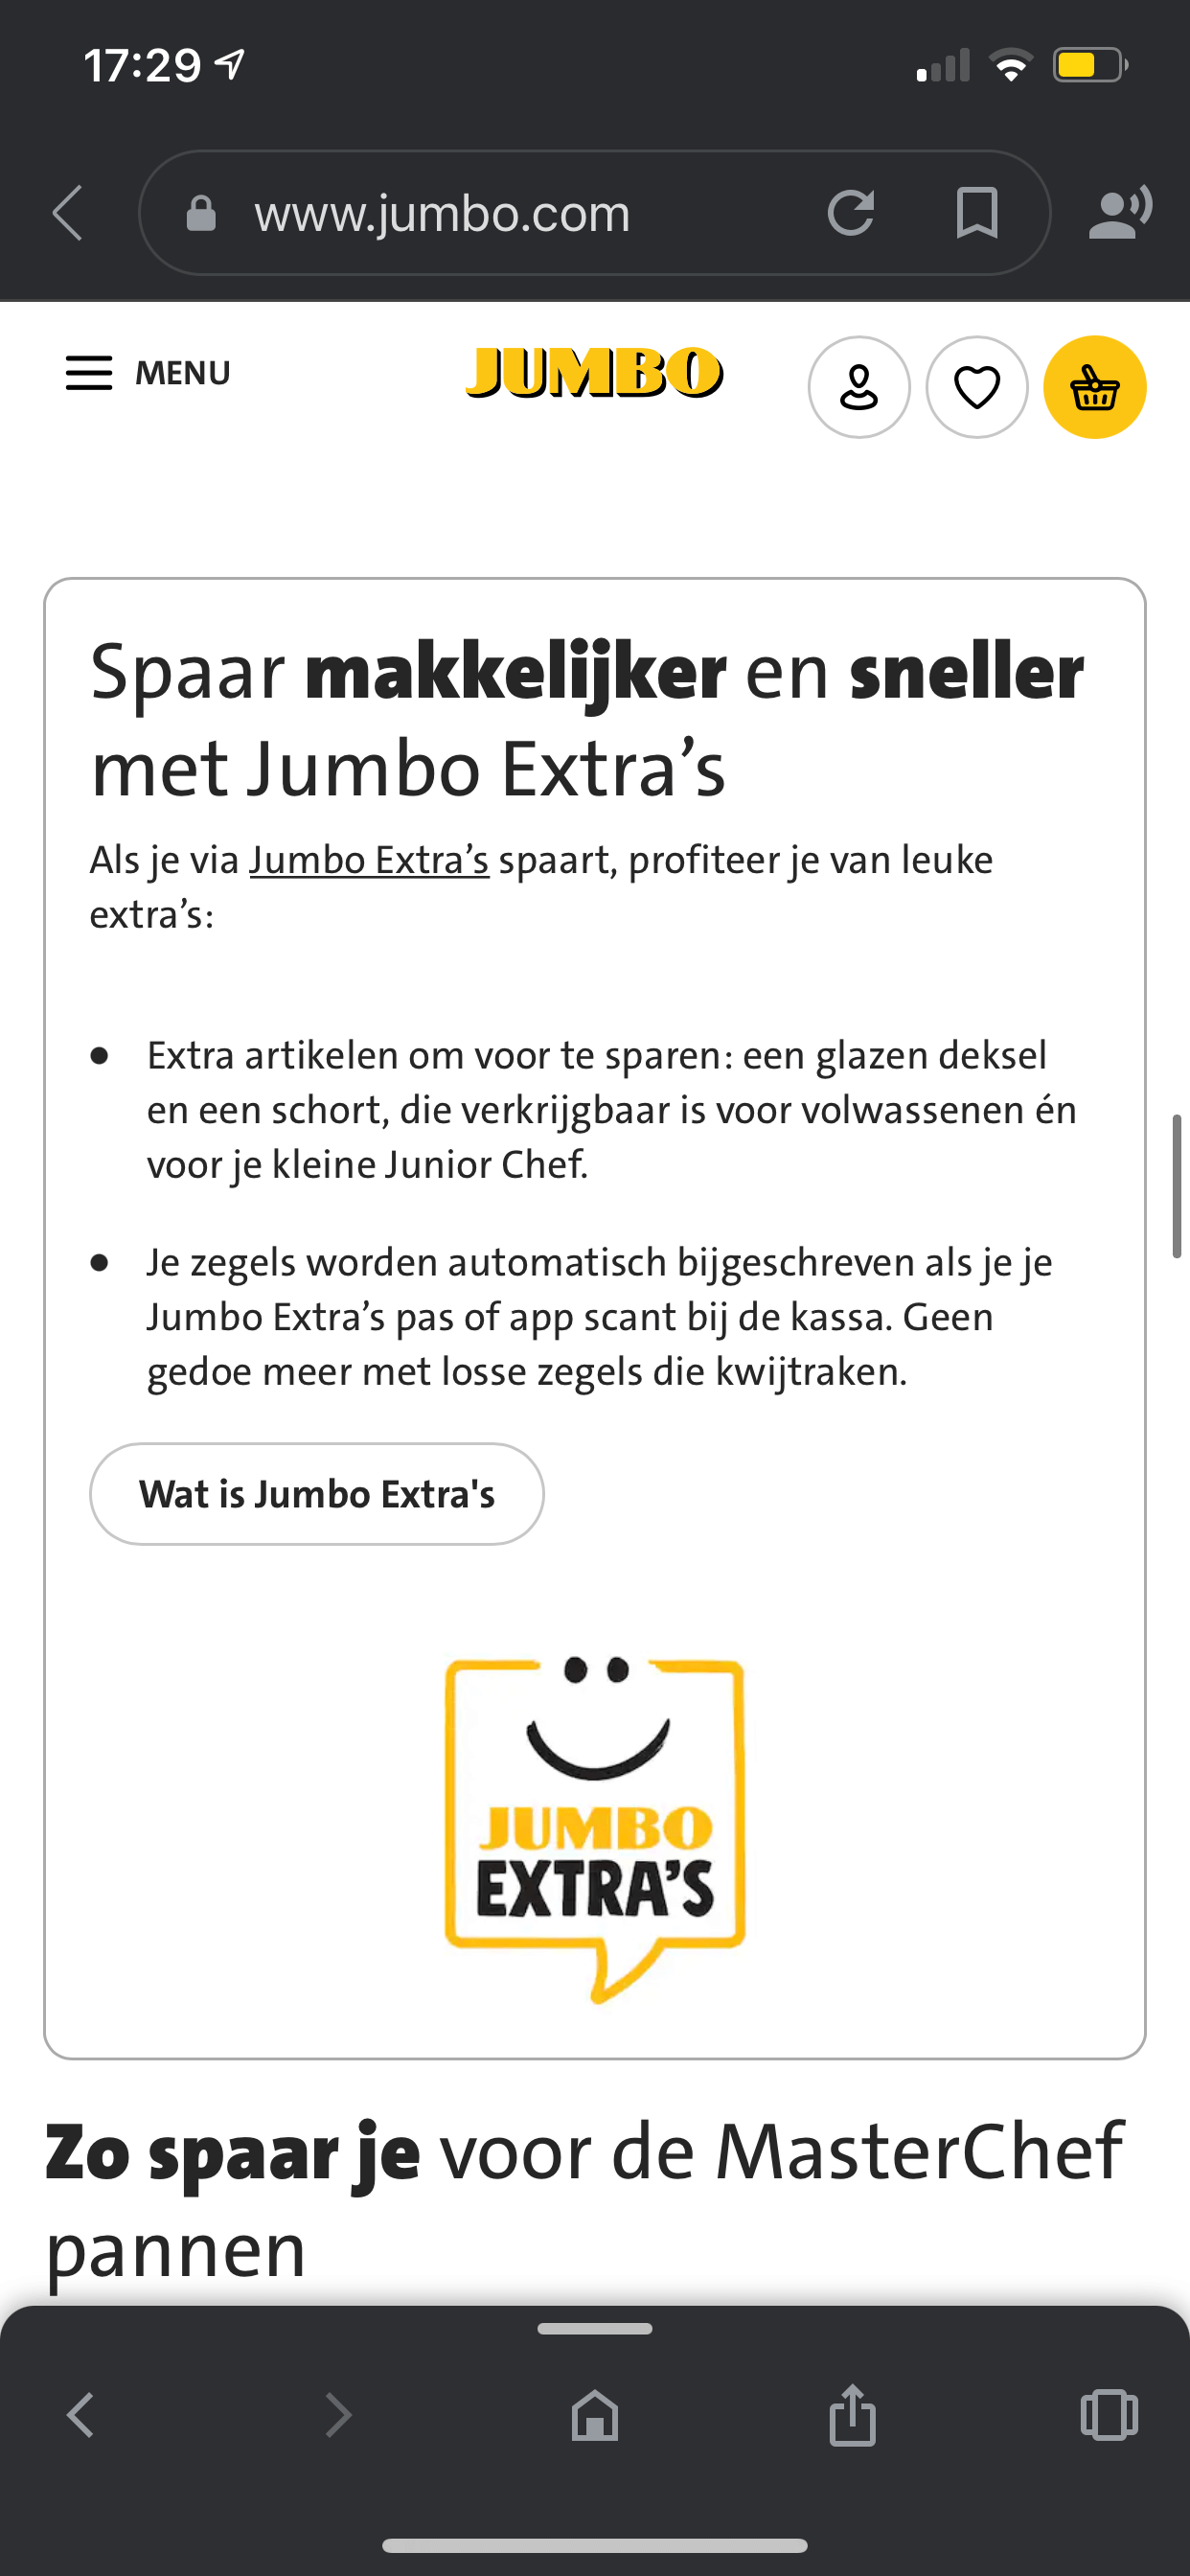 17:29
www.jumbo.com
MENU
JUMBO
Spaar makkelijker en sneller
met Jumbo Extra’s
Als je via Jumbo Extra’s spaart, profiteer je van leuke
extra’s:
Extra artikelen om voor te sparen: een glazen deksel
en een schort, die verkrijgbaar is voor volwassenen én
voor je kleine Junior Chef.
Je zegels worden automatisch bijgeschreven als je je
Jumbo Extra’s pas of app scant bij de kassa. Geen
gedoe meer met losse zegels die kwijtraken.
Wat is Jumbo Extra's
JUMBO
EXTRA’S
Zo spaar je voor de MasterChef
pannen